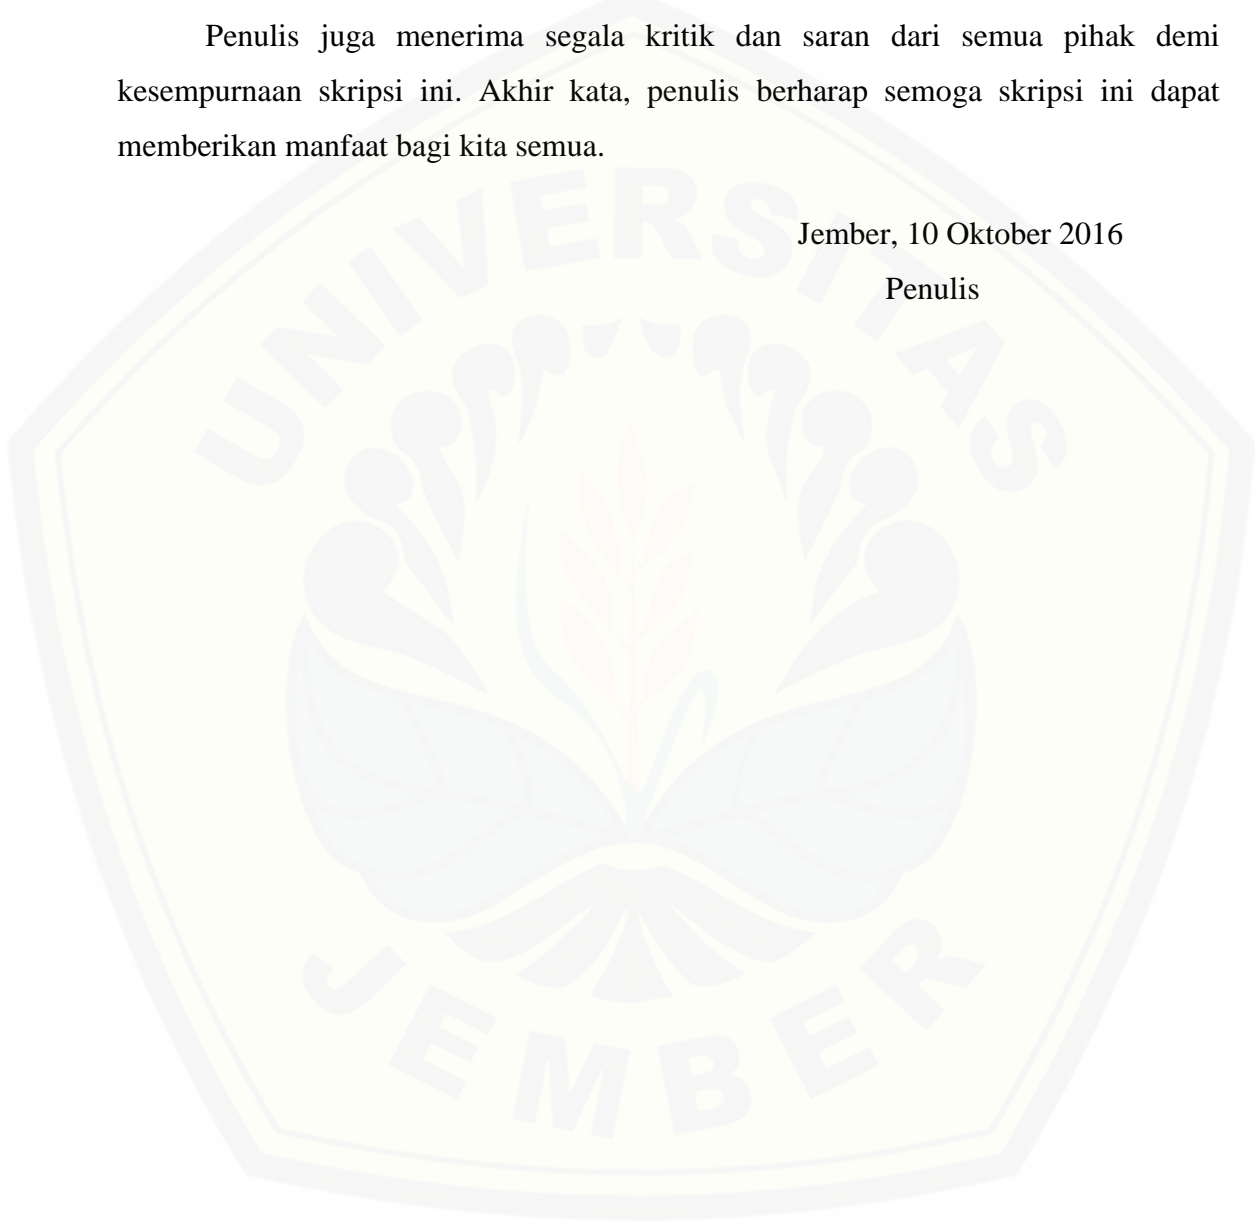 Penulis juga menerima segala kritik dan saran dari semua pihak demi
kesempurnaan skripsi ini. Akhir kata, penulis berharap semoga skripsi ini dapat
memberikan manfaat bagi kita semua.
Jember, 10 Oktober 2016
Penulis
UNIVERSITAS
JEMBER